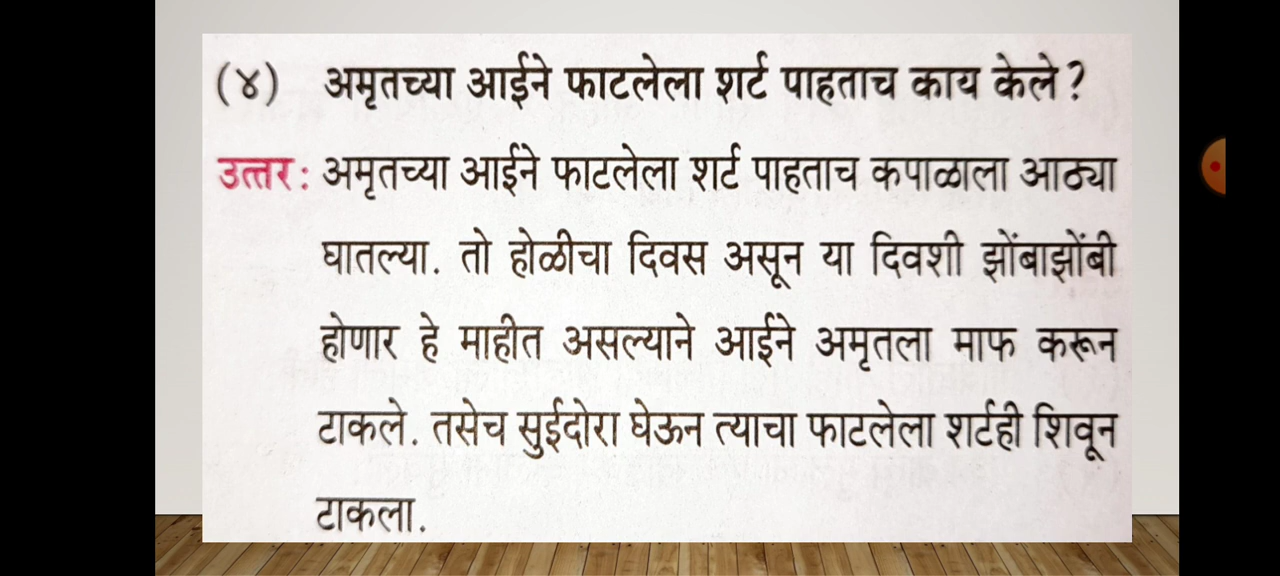 (४) अमृतच्या आईने फाटलेला शर्ट पाहताच काय केले?
उत्तर: अमृतच्या आईने फाटलेला शर्ट पाहताच कपाळाला आठ्या
घातल्या. तो होळीचा दिवस असून या दिवशी झोंबाझोंबी
होणार हे माहीत असल्याने आईने अमृतला माफ करून
टाकले. तसेच सुईदोरा घेऊन त्याचा फाटलेला शर्टही शिवून
टाकला.